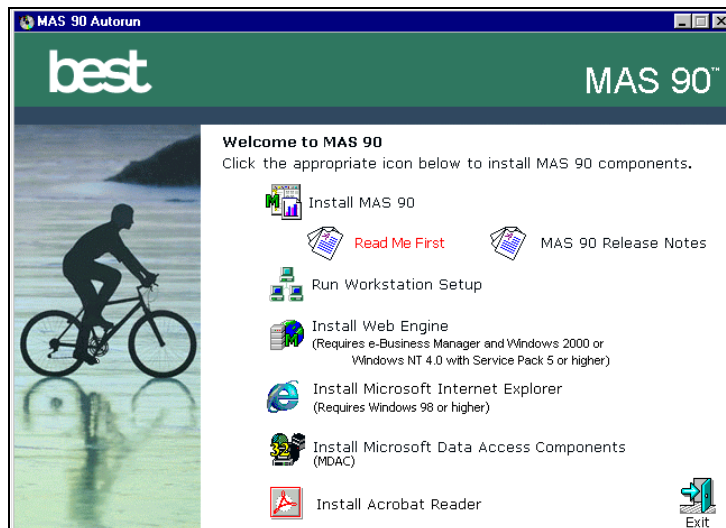 MAS 90 Autorun
best
MAS 90™
Welcome to MAS 90
Click the appropriate icon below to install MAS 90 components.
M
Install MAS 90
Read Me First
MAS 90 Release Notes
Run Workstation Setup
M
Install Web Engine
(Requires e-Business Manager and Windows 2000 or
Windows NT 4.0 with Service Pack 5 or higher)
Install Microsoft Internet Explorer
(Requires Windows 98 or higher)
32
Install Microsoft Data Access Components
(MDAC)
Install Acrobat Reader
Exit